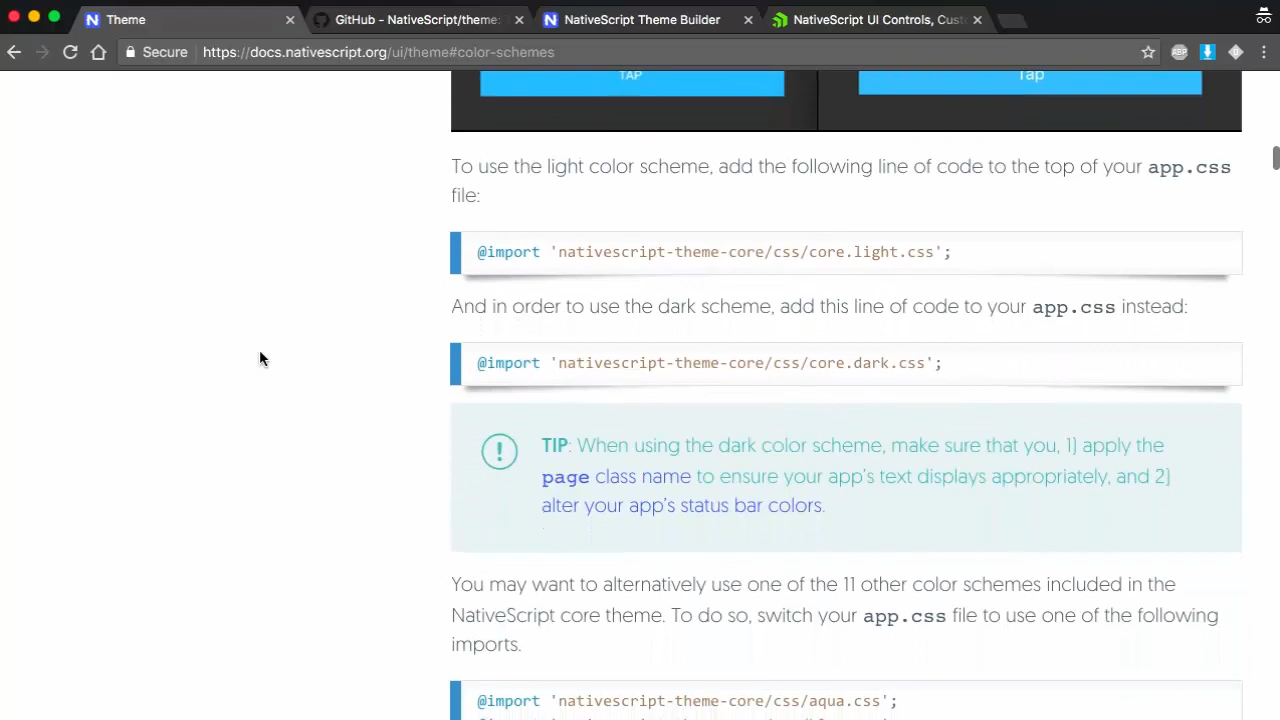 Theme
GitHub - NativeScript/theme:
NativeScript Theme Builder
NativeScript UI Controls, Cust
Secure
https://docs.nativescript.org/ui/theme#color-schemes
ABP
TAP
Tap
To use the light color scheme, add the following line of code to the top of your app.css
file:
@import 'nativescript-theme-core/css/core.light.css';
And in order to use the dark scheme, add this line of code to your app.css instead:
@import 'nativescript-theme-core/css/core.dark.css';
TIP: When using the dark color scheme, make sure that you, 1) apply the
page class name to ensure your app's text displays appropriately, and 2)
alter your app's status bar colors.
You may want to alternatively use one of the 11 other color schemes included in the
NativeScript core theme. To do so, switch your app.css file to use one of the following
imports.
@import 'nativescript-theme-core/css/aqua.css';